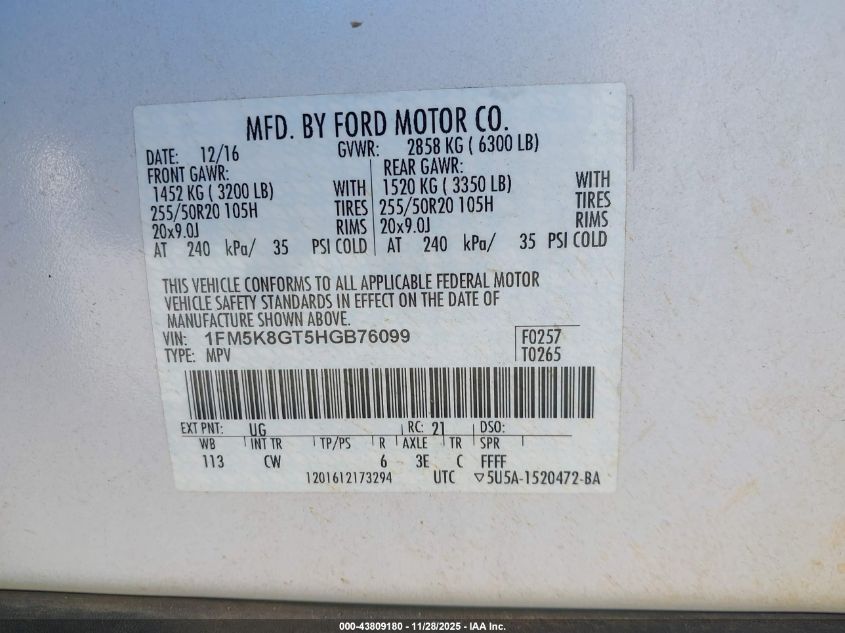 MFD. BY FORD MOTOR CO.
DATE: 12/16 GVWR: 2858 KG ( 6300 LB)
FRONT GAWR: REAR GAWR:
1452 KG ( 3200 LB) WITH 1520 KG ( 3350 LB) WITH
255/50R20 105H TIRES 255/50R20 105H TIRES
20x9.0J RIMS 20x9.0J RIMS
AT 240 kPa/ 35 PSI COLD AT 240 kPa/ 35 PSI COLD
THIS VEHICLE CONFORMS TO ALL APPLICABLE FEDERAL MOTOR
VEHICLE SAFETY STANDARDS IN EFFECT ON THE DATE OF
MANUFACTURE SHOWN ABOVE.
VIN: 1FM5K8GT5HGB76099 F0257
TYPE: MPV T0265
EXT PNT: UG RC: 21 DSO:
WB INT TR TP/PS R AXLE TR SPR
113 CW 6 3E C FFFF
1201612173294 UTC ▽5U5A-1520472-BA
000-43809180 - 11/28/2025 - IAA Inc.